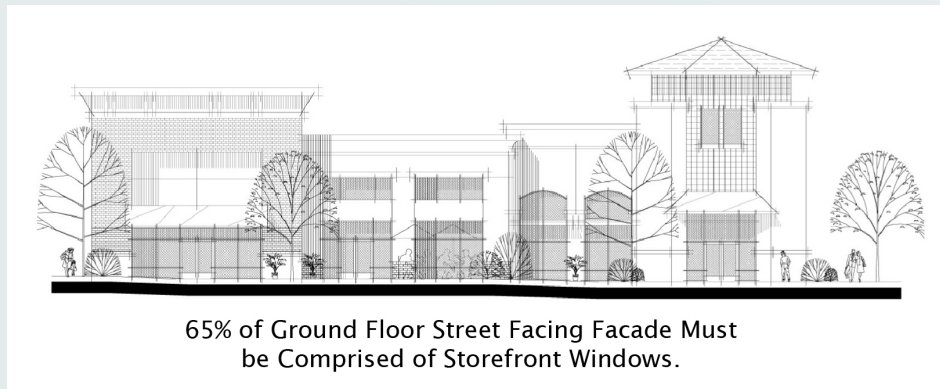 65% of Ground Floor Street Facing Facade Must
be Comprised of Storefront Windows.